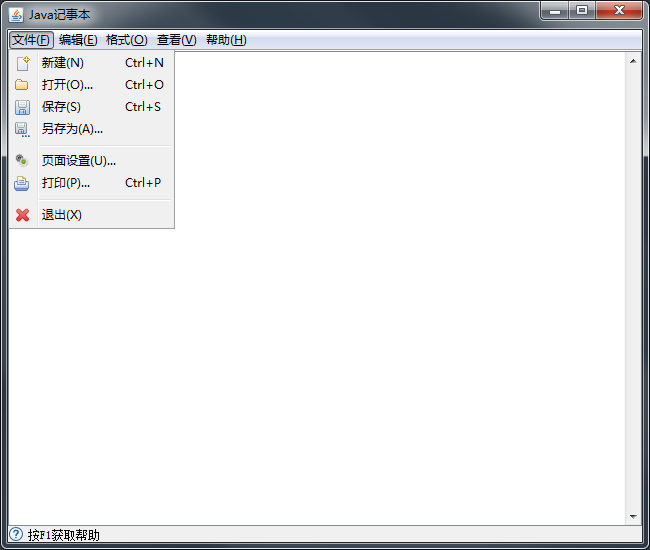 Java记事本
文件(F) 编辑(E) 格式(O) 查看(V) 帮助(H)
新建(N) Ctrl+N
打开(O)... Ctrl+O
保存(S) Ctrl+S
另存为(A)...
页面设置(U)...
打印(P)... Ctrl+P
退出(X)
按F1获取帮助